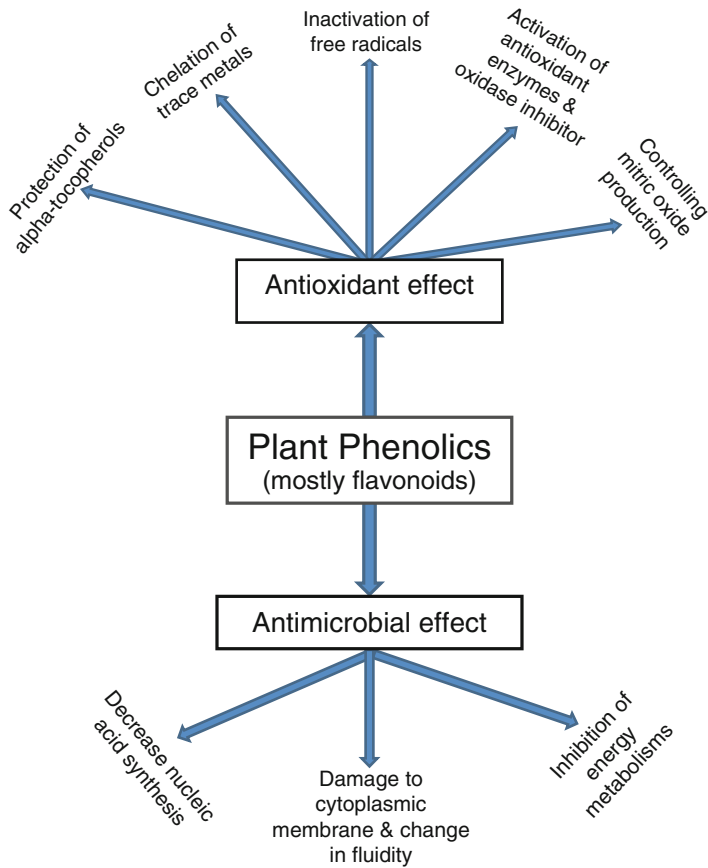 Protection of
alpha-tocopherols
Chelation of
trace metals
Inactivation of
free radicals
Activation of
antioxidant
enzymes &
oxidase inhibitor
Controlling
mitric oxide
production
Antioxidant effect
Plant Phenolics
(mostly flavonoids)
Antimicrobial effect
Decrease nucleic
acid synthesis
Damage to
cytoplasmic
membrane & change
in fluidity
Inhibition of
energy
metabolisms